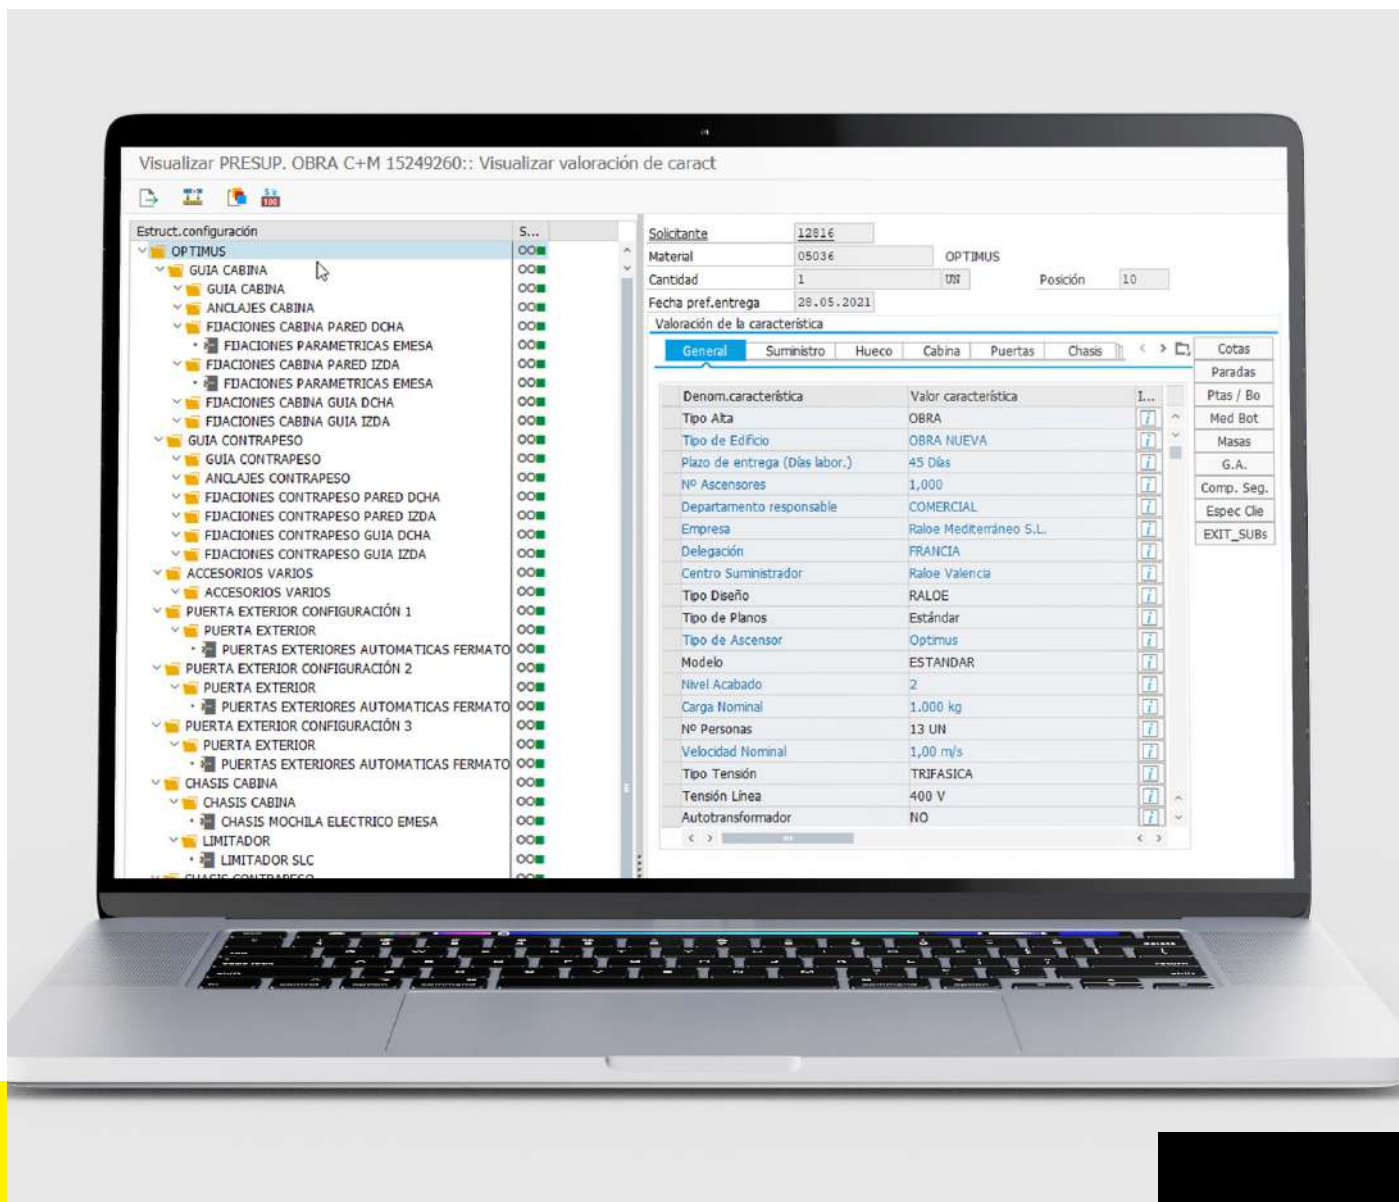 Visualizar PRESUP. OBRA C+M 15249260:: Visualizar valoración de caract
5 %
100
Estruct.configuración S...
OPTIMUS
GUIA CABINA
GUIA CABINA
ANCLAJES CABINA
FIJACIONES CABINA PARED DCHA
FIJACIONES PARAMETRICAS EMESA
FIJACIONES CABINA PARED IZDA
FIJACIONES PARAMETRICAS EMESA
FIJACIONES CABINA GUIA DCHA
FIJACIONES CABINA GUIA IZDA
GUIA CONTRAPESO
GUIA CONTRAPESO
ANCLAJES CONTRAPESO
FIJACIONES CONTRAPESO PARED DCHA
FIJACIONES CONTRAPESO PARED IZDA
FIJACIONES CONTRAPESO GUIA DCHA
FIJACIONES CONTRAPESO GUIA IZDA
ACCESORIOS VARIOS
ACCESORIOS VARIOS
PUERTA EXTERIOR CONFIGURACIÓN 1
PUERTA EXTERIOR
PUERTAS EXTERIORES AUTOMATICAS FERMATO
PUERTA EXTERIOR CONFIGURACIÓN 2
PUERTA EXTERIOR
PUERTAS EXTERIORES AUTOMATICAS FERMATO
PUERTA EXTERIOR CONFIGURACIÓN 3
PUERTA EXTERIOR
PUERTAS EXTERIORES AUTOMATICAS FERMATO
CHASIS CABINA
CHASIS CABINA
CHASIS MOCHILA ELECTRICO EMESA
LIMITADOR
LIMITADOR SLC
CHASIS CONTRAPESO
Solicitante 12816
Material 05036 OPTIMUS
Cantidad 1 UN Posición 10
Fecha pref.entrega 28.05.2021
Valoración de la característica
General Suministro Hueco Cabina Puertas Chasis
Denom.característica Valor característica I...
Tipo Alta OBRA
Tipo de Edificio OBRA NUEVA
Plazo de entrega (Días labor.) 45 Días
Nº Ascensores 1,000
Departamento responsable COMERCIAL
Empresa Raloe Mediterráneo S.L.
Delegación FRANCIA
Centro Suministrador Raloe Valencia
Tipo Diseño RALOE
Tipo de Planos Estándar
Tipo de Ascensor Optimus
Modelo ESTANDAR
Nivel Acabado 2
Carga Nominal 1.000 kg
Nº Personas 13 UN
Velocidad Nominal 1,00 m/s
Tipo Tensión TRIFASICA
Tensión Línea 400 V
Autotransformador NO
Cotas
Paradas
Ptas / Bo
Med Bot
Masas
G.A.
Comp. Seg.
Espec Clie
EXIT_SUBs